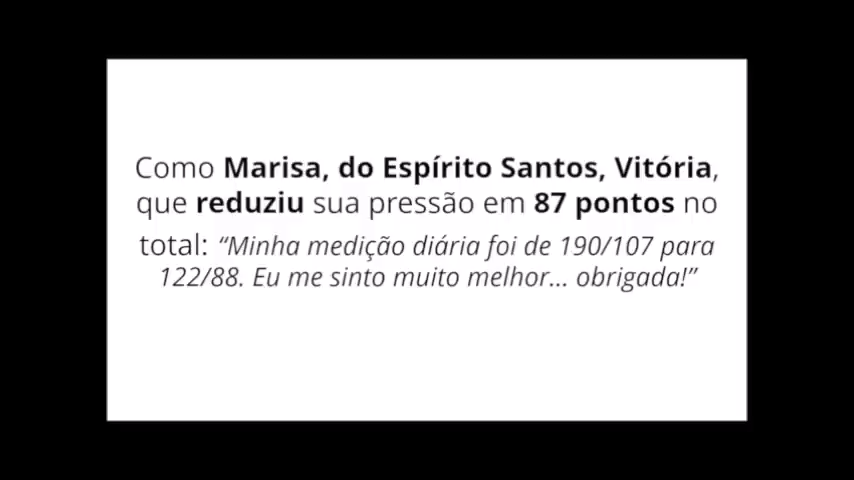 Como Marisa, do Espírito Santos, Vitória,
que reduziu sua pressão em 87 pontos no
total: “Minha medição diária foi de 190/107 para
122/88. Eu me sinto muito melhor... obrigada!”